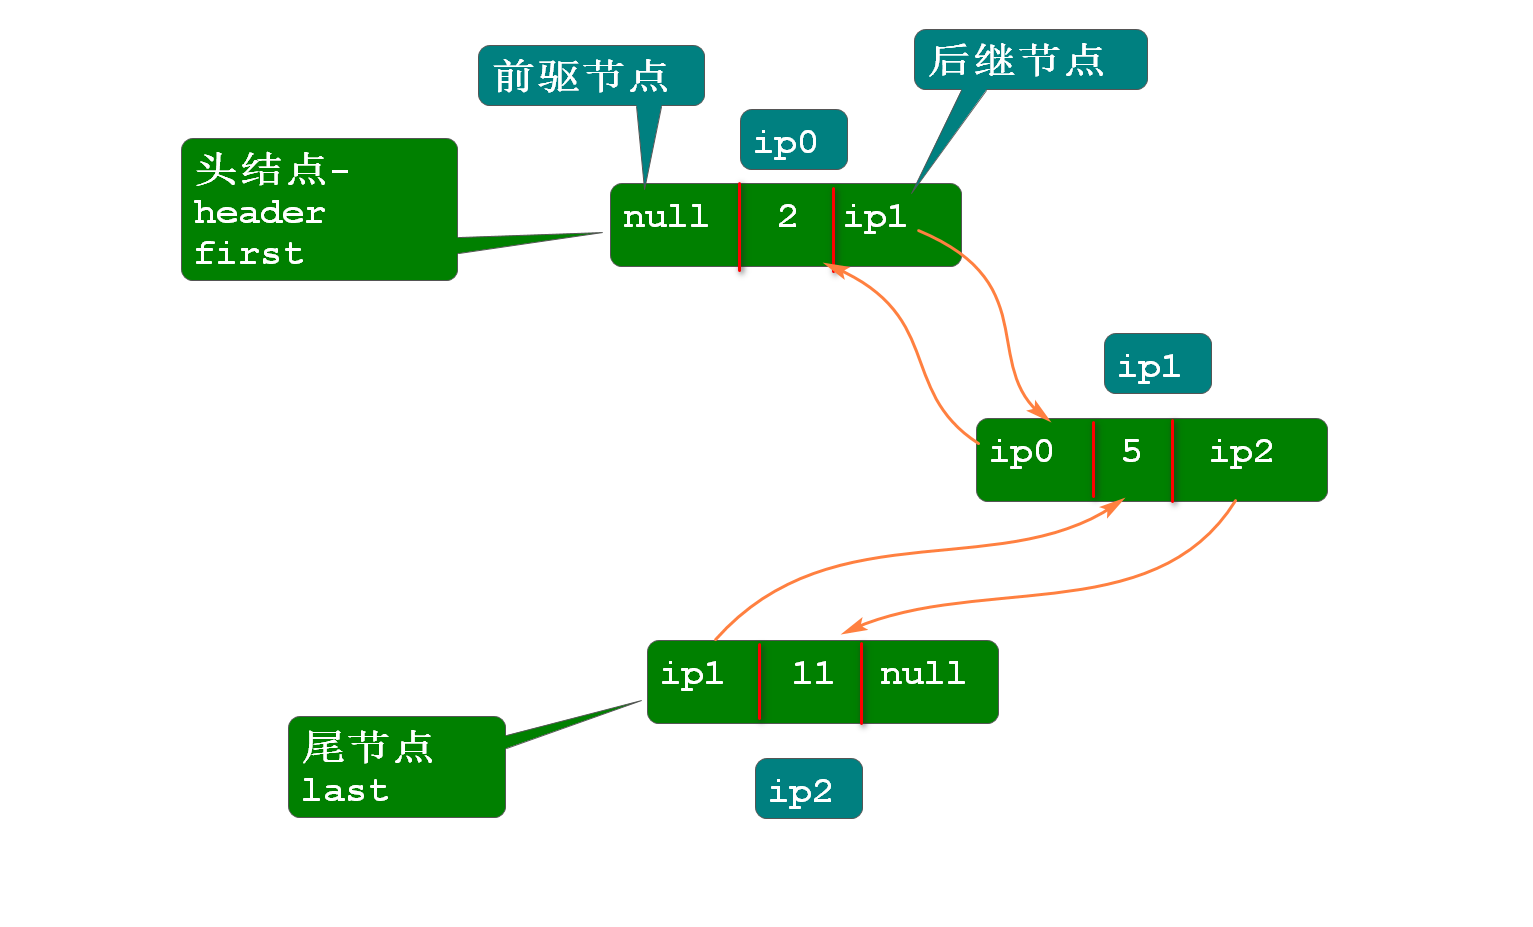 前驱节点
后继节点
ip0
头结点-
header
first
null 2 ip1
ip1
ip0 5 ip2
ip1 11 null
尾节点
last
ip2